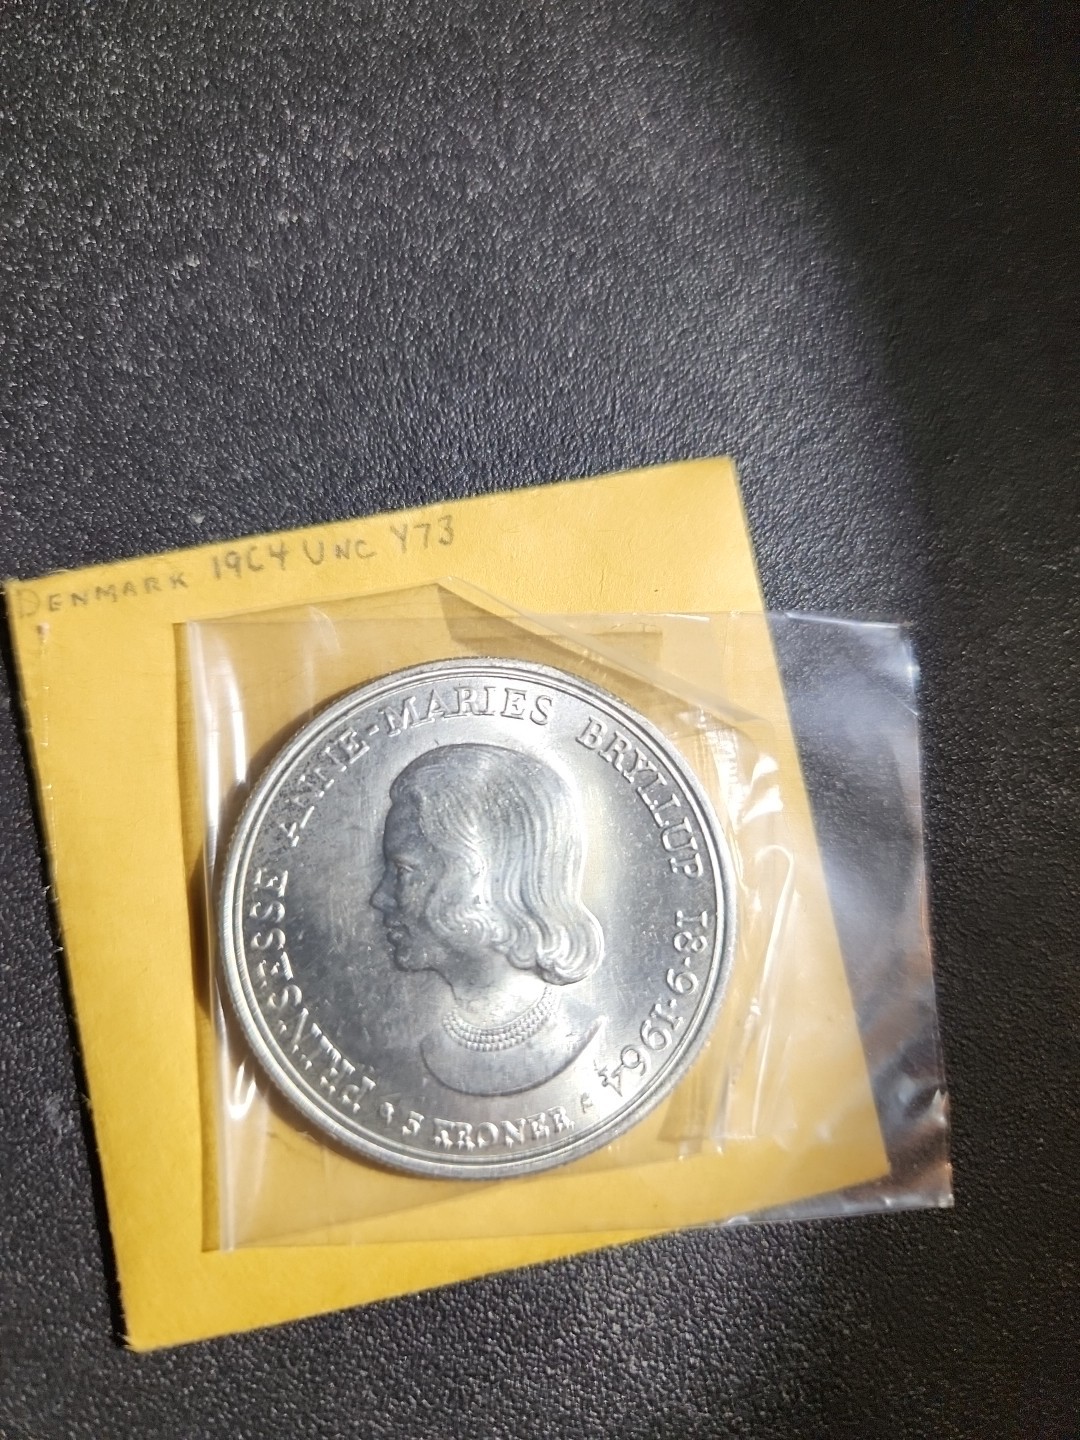 DENMARK 1964 UNC Y73
PRINSESSE ANNE-MARIES BRYLLUP 18·9·1964
5 KRONER